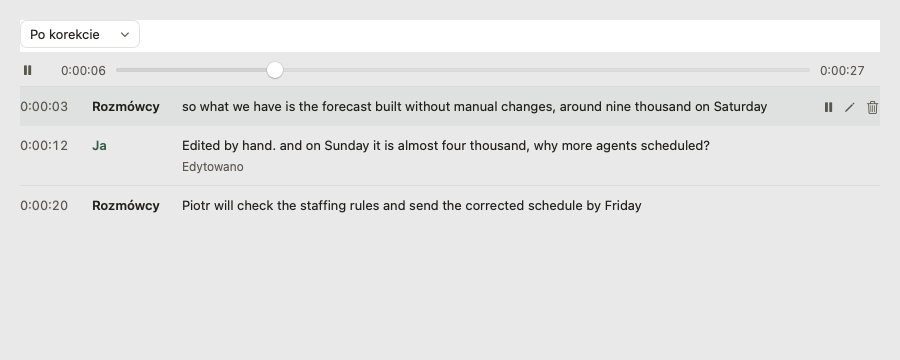 Po korekcie
0:00:06 0:00:27
0:00:03 Rozmówcy so what we have is the forecast built without manual changes, around nine thousand on Saturday
0:00:12 Ja Edited by hand. and on Sunday it is almost four thousand, why more agents scheduled?
Edytowano
0:00:20 Rozmówcy Piotr will check the staffing rules and send the corrected schedule by Friday